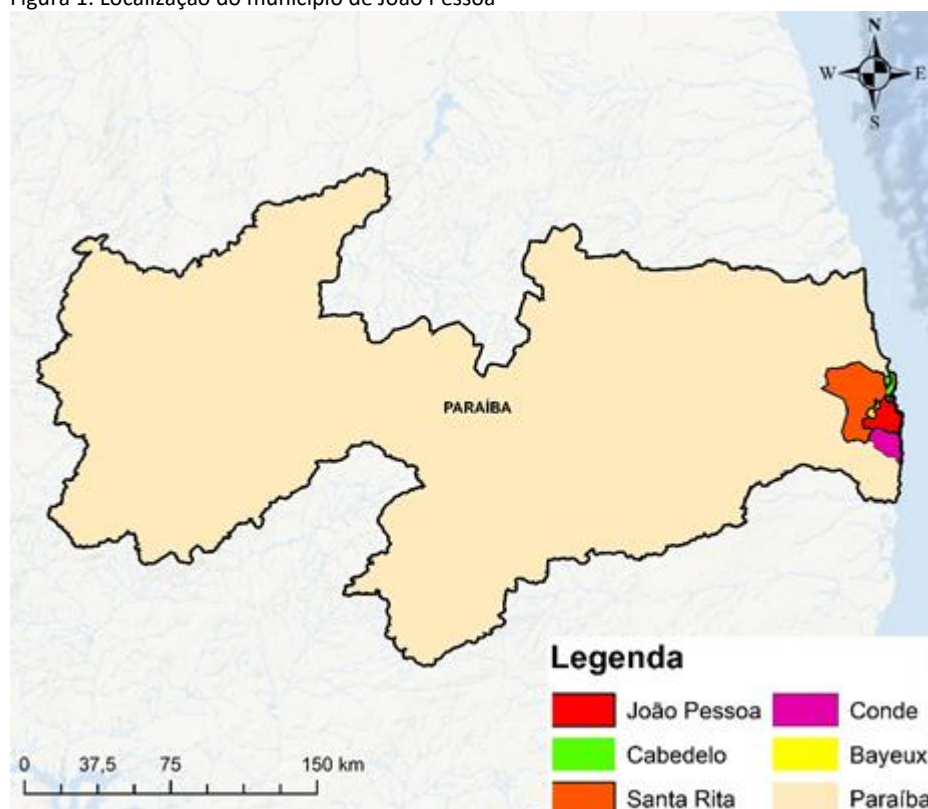 Figura 1: Localização do município de João Pessoa
N
W E
S
PARAÍBA
Legenda
João Pessoa Conde
Cabedelo Bayeux
Santa Rita Paraíba
0 37,5 75 150 km